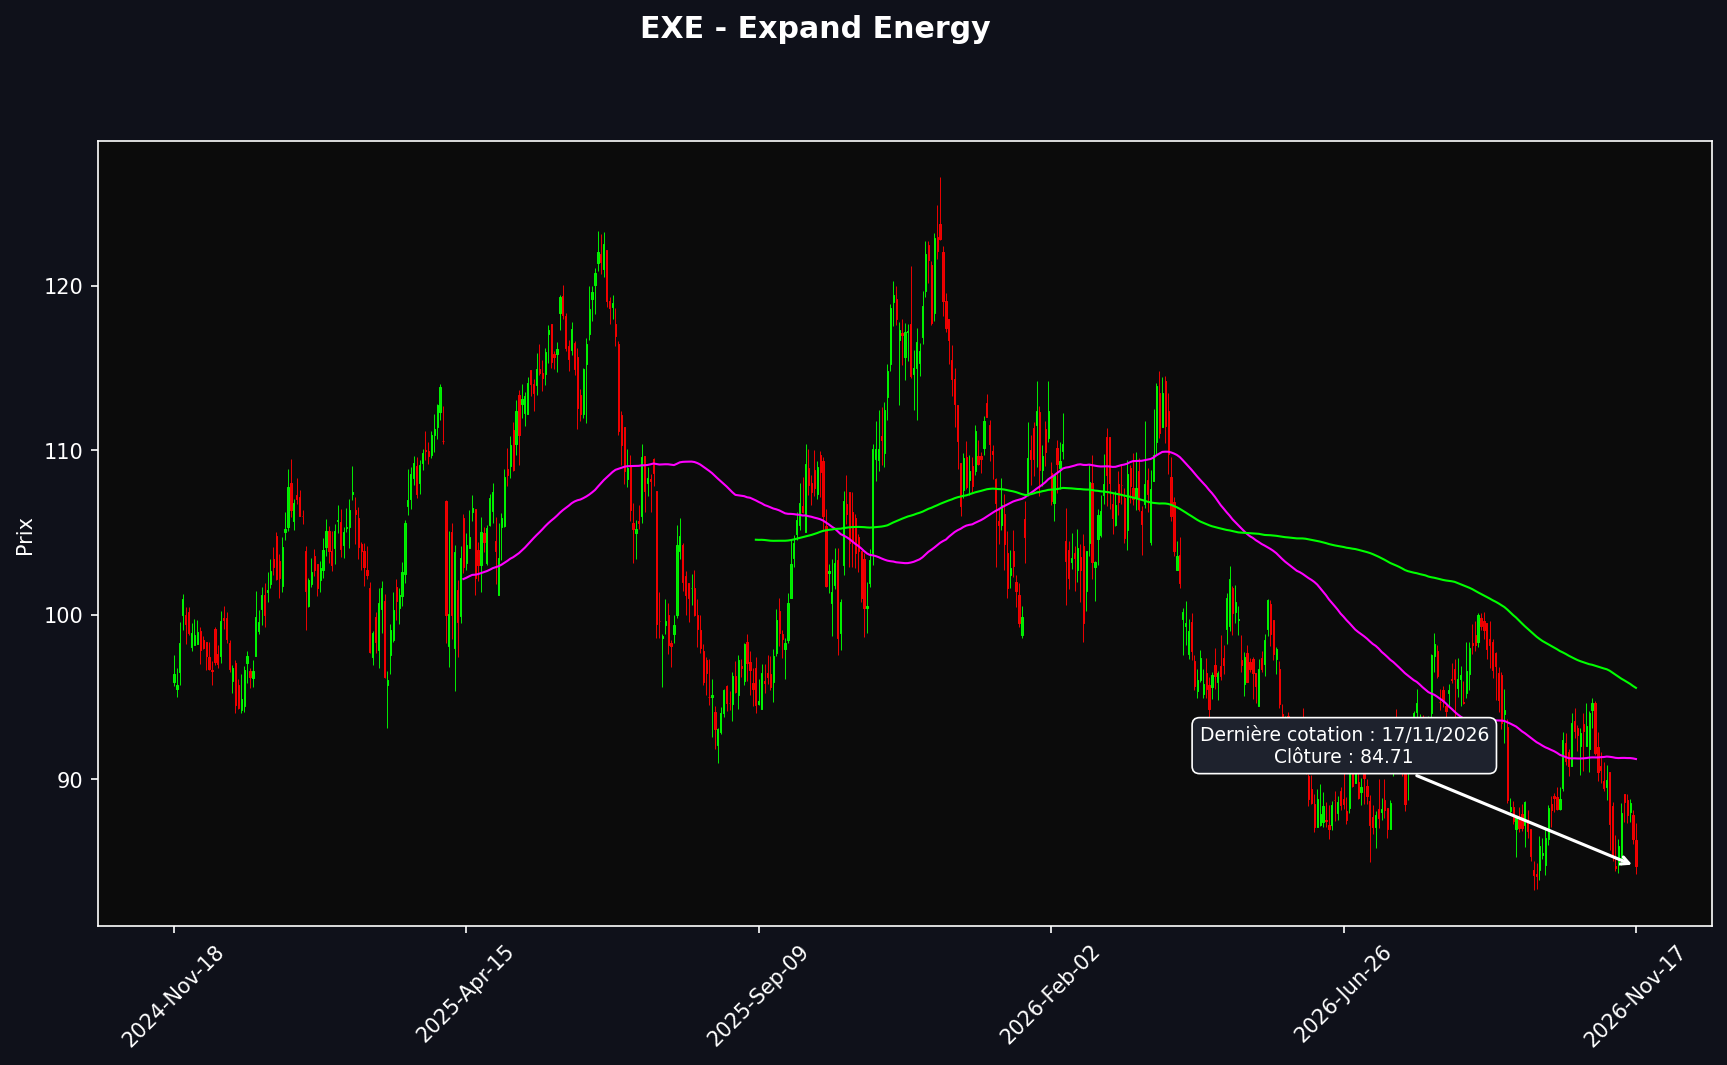 EXE - Expand Energy
Prix
120
110
100
90
Dernière cotation : 17/11/2026
Clôture : 84.71
2024-Nov-18
2025-Apr-15
2025-Sep-09
2026-Feb-02
2026-Jun-26
2026-Nov-17